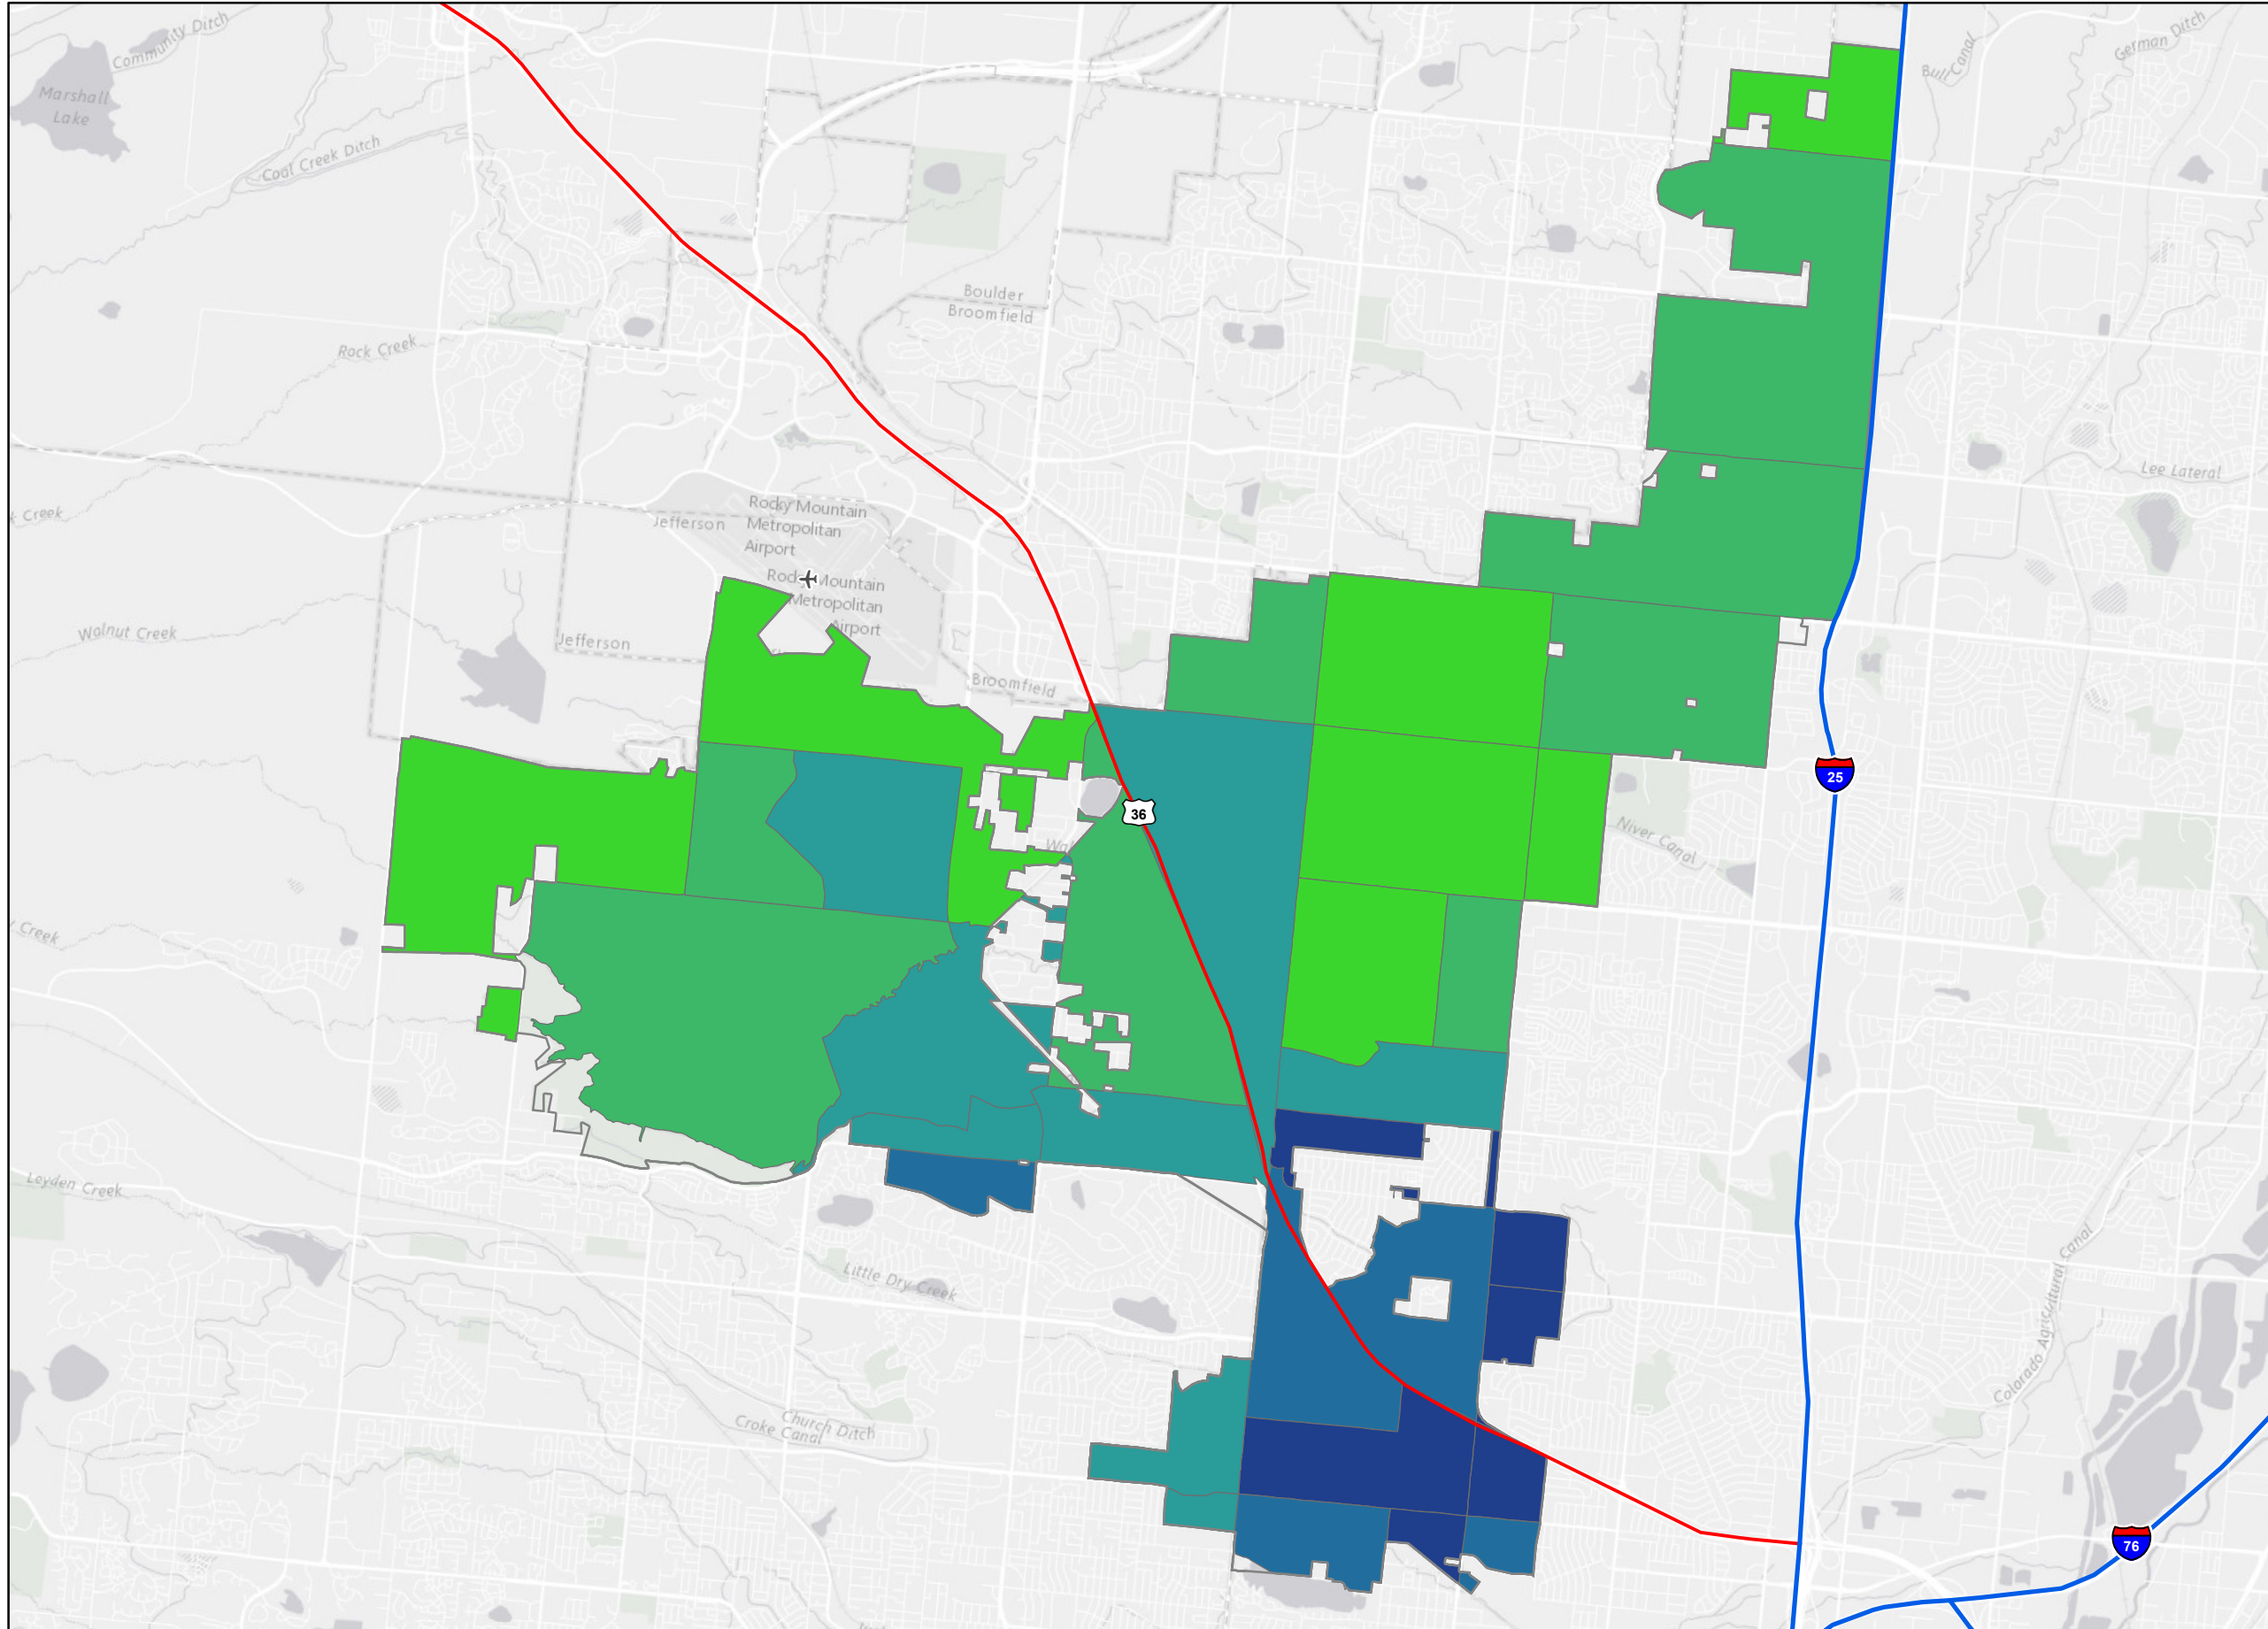 Community Ditch
German Ditch
Bull Canal
Marshall
Lake
Coal Creek Ditch
Boulder
Broomfield
Rock Creek
Lee Lateral
Rocky Mountain
Metropolitan
Airport
Jefferson
k Creek
Rock Mountain
Metropolitan
Airport
Walnut Creek
Jefferson
Broomfield
25
36
Niver Canal
Wal
y Creek
Leyden Creek
Little Dry Creek
Colorado Agricultural Canal
Church Ditch
Croke Canal
76